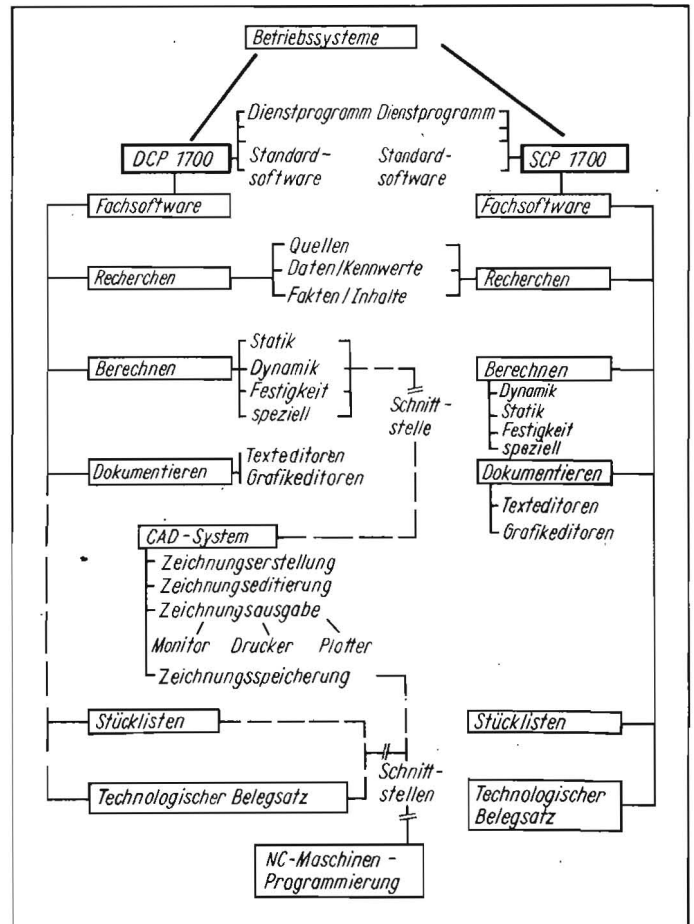 Betriebssysteme
Dienstprogramm Dienstprogramm
DCP 1700
Standard-
software
Standard-
software
SCP 1700
Fachsoftware
Fachsoftware
Recherchen
Quellen
Daten/Kennwerte
Fakten/Inhalte
Recherchen
Berechnen
Statik
Dynamik
Festigkeit
speziell
Schnitt-
stelle
Berechnen
Dynamik
Statik
Festigkeit
speziell
Dokumentieren
Texteditoren
Grafikeditoren
Dokumentieren
Texteditoren
Grafikeditoren
CAD-System
Zeichnungserstellung
Zeichnungseditierung
Zeichnungsausgabe
Monitor Drucker Plotter
Zeichnungsspeicherung
Stücklisten
Stücklisten
Schnitt-
stellen
Technologischer Belegsatz
Technologischer
Belegsatz
NC-Maschinen-
Programmierung